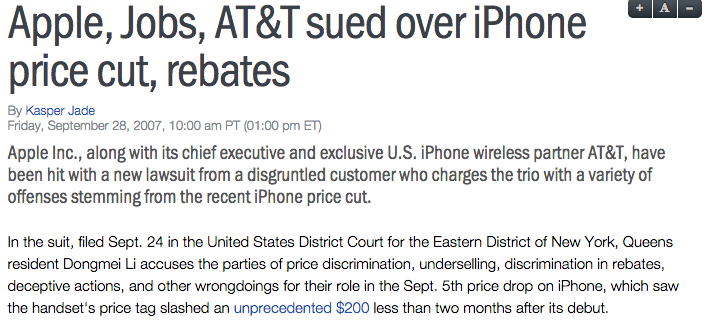 Apple, Jobs, AT&T sued over iPhone
+ A −
price cut, rebates
By Kasper Jade
Friday, September 28, 2007, 10:00 am PT (01:00 pm ET)
Apple Inc., along with its chief executive and exclusive U.S. iPhone wireless partner AT&T, have
been hit with a new lawsuit from a disgruntled customer who charges the trio with a variety of
offenses stemming from the recent iPhone price cut.
In the suit, filed Sept. 24 in the United States District Court for the Eastern District of New York, Queens
resident Dongmei Li accuses the parties of price discrimination, underselling, discrimination in rebates,
deceptive actions, and other wrongdoings for their role in the Sept. 5th price drop on iPhone, which saw
the handset's price tag slashed an unprecedented $200 less than two months after its debut.